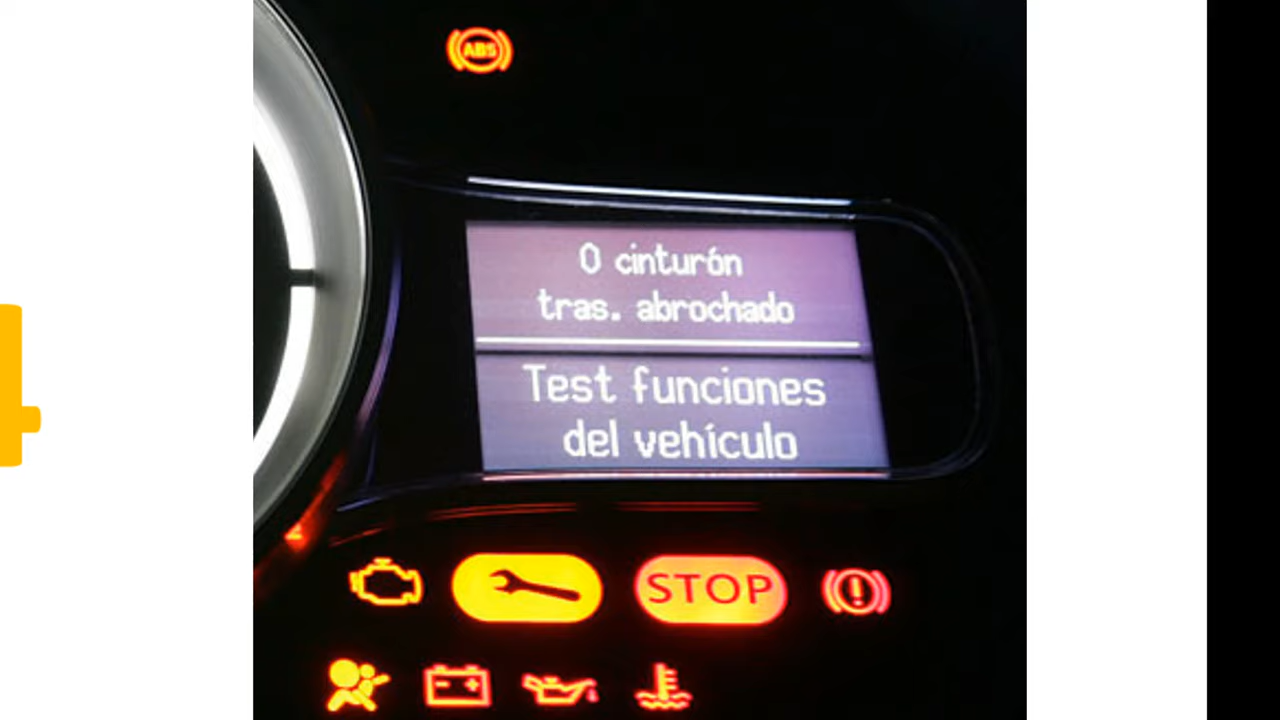 ABS
0 cinturón
tras. abrochado
Test funciones
del vehículo
STOP